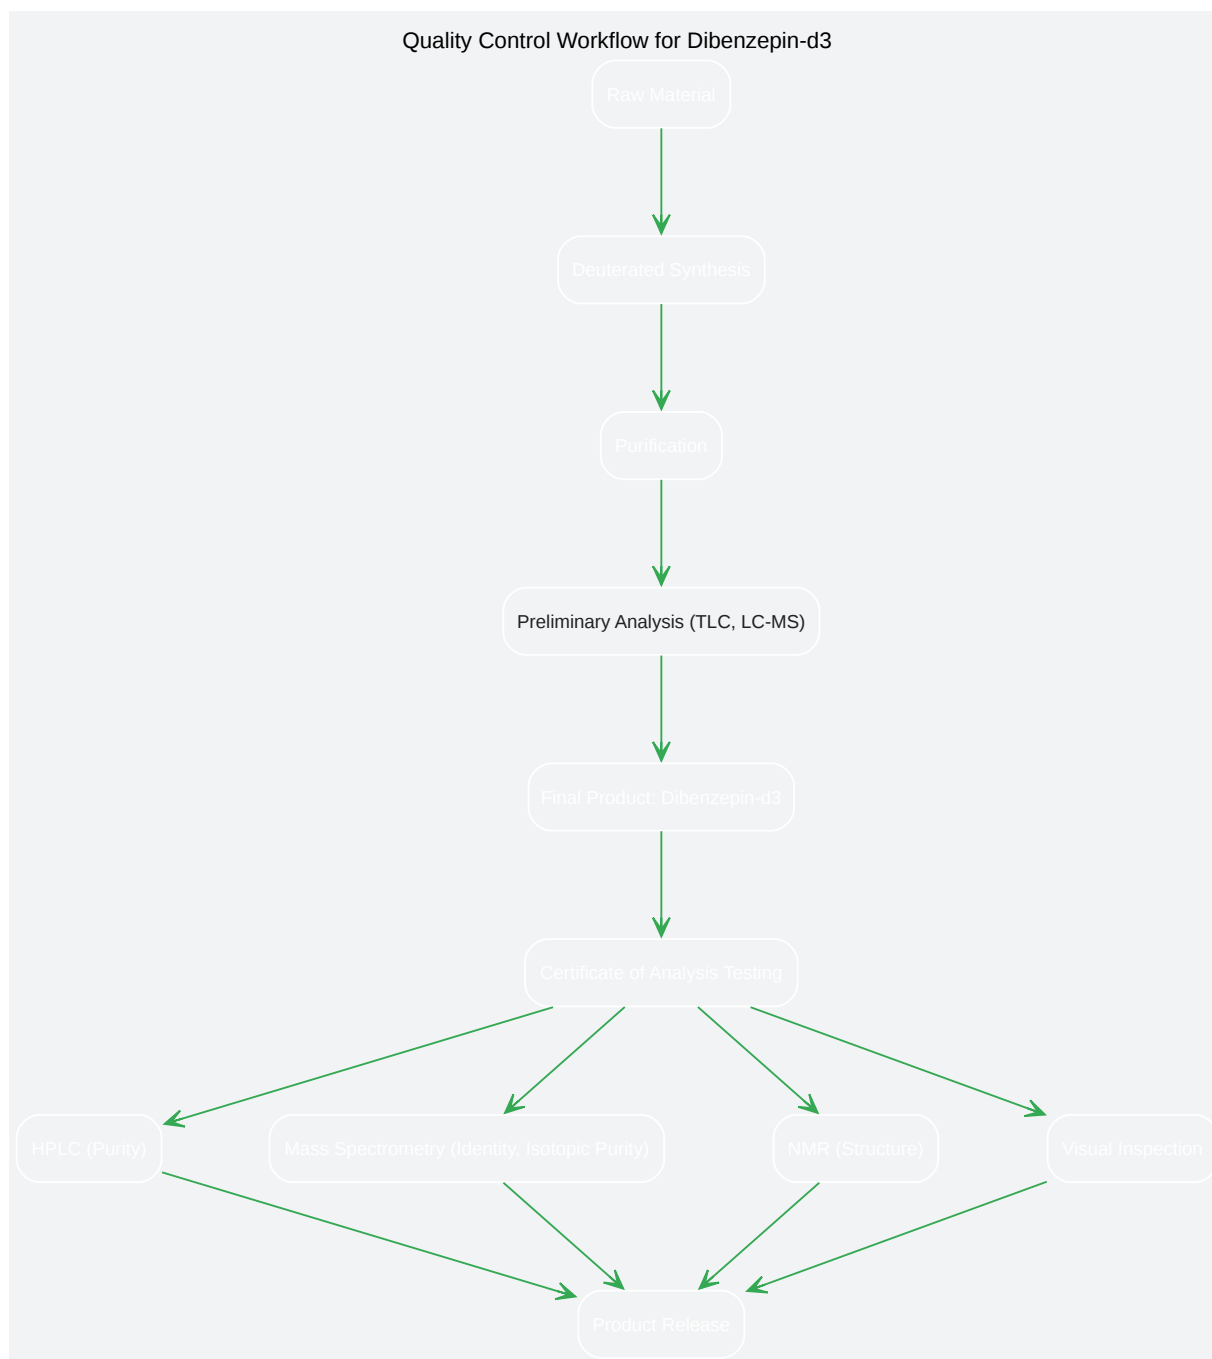 Quality Control Workflow for Dibenzepin-d3
Raw Material
Deuterated Synthesis
Purification
Preliminary Analysis (TLC, LC-MS)
Final Product: Dibenzepin-d3
Certificate of Analysis Testing
HPLC (Purity)
Mass Spectrometry (Identity, Isotopic Purity)
NMR (Structure)
Visual Inspection
Product Release